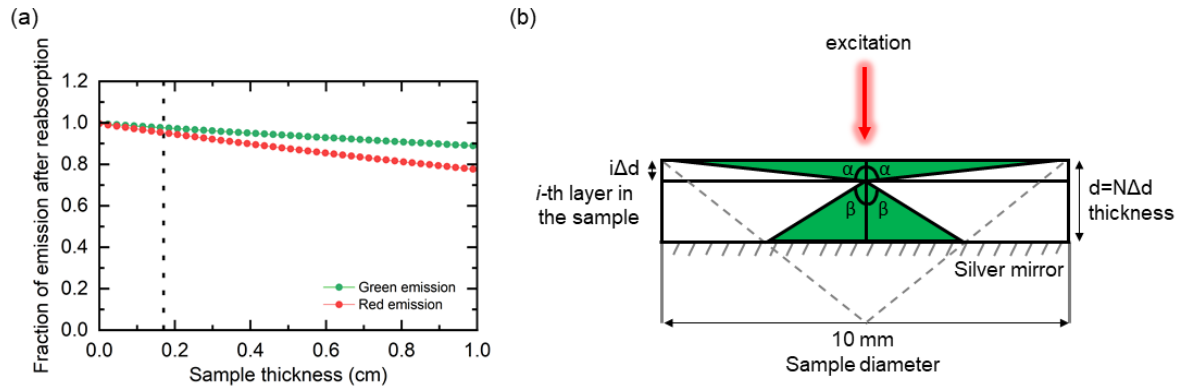 (a)
Fraction of emission after reabsorption
1.2
1.0
0.8
0.6
0.4
0.2
0.0
0.0 0.2 0.4 0.6 0.8 1.0
Sample thickness (cm)
Green emission
Red emission
(b)
excitation
iΔd
i-th layer in
the sample
α α
β β
d=NΔd
thickness
Silver mirror
10 mm
Sample diameter